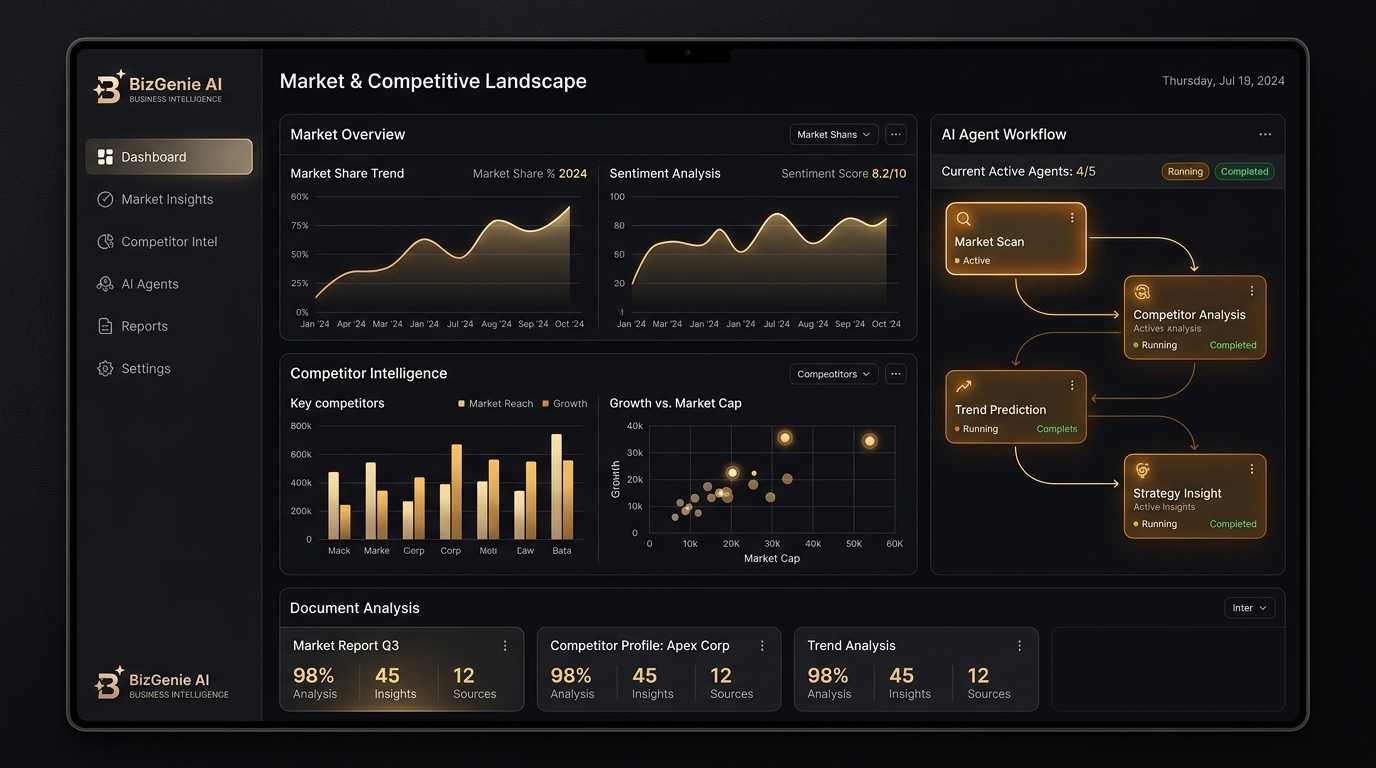 BizGenie AI
BUSINESS INTELLIGENCE
Dashboard
Market Insights
Competitor Intel
AI Agents
Reports
Settings
BizGenie AI
BUSINESS INTELLIGENCE
Market & Competitive Landscape
Thursday, Jul 19, 2024
Market Overview
Market Sharis
Market Share Trend
Market Share % 2024
80%
75%
50%
25%
0%
Jan '24 Apr '24 Mar '24 Jan '24 Jul '24 Aug '24 Sep '24 Oct '24
Sentiment Analysis
Sentiment Score 8.2/10
100
80
60
20
Jan '24 Mar '24 Jan '24 Jan '24 Jul '24 Aug '24 Sep '24 Oct '24
Competitor Intelligence
Compeotitors
Key competitors
Market Reach Growth
800k
600k
400k
200k
0
Mack Marke Corp Corp Law Bata
Growth vs. Market Cap
Growth
40k
30k
20k
10k
0
0 10k 20K 30K 40K 50K 60K
Market Cap
AI Agent Workflow
Current Active Agents: 4/5
Running
Completed
Market Scan
Active
Competitor Analysis
Actives Analysis
Running Completed
Trend Prediction
Running Complets
Strategy Insight
Active Insights
Running Completed
Document Analysis
Inter
Market Report Q3
98% 45 12
Analysis Insights Sources
Competitor Profile: Apex Corp
98% 45 12
Analysis Insights Sources
Trend Analysis
98% 45 12
Analysis Insights Sources